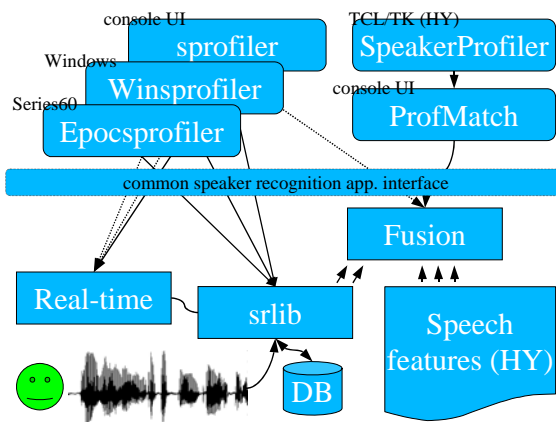 console UI
sprofiler
Windows
Winsprofiler
Series60
Epocsprofiler
TCL/TK (HY)
SpeakerProfiler
console UI
ProfMatch
common speaker recognition app. interface
Fusion
Real-time
srlib
DB
Speech
features (HY)